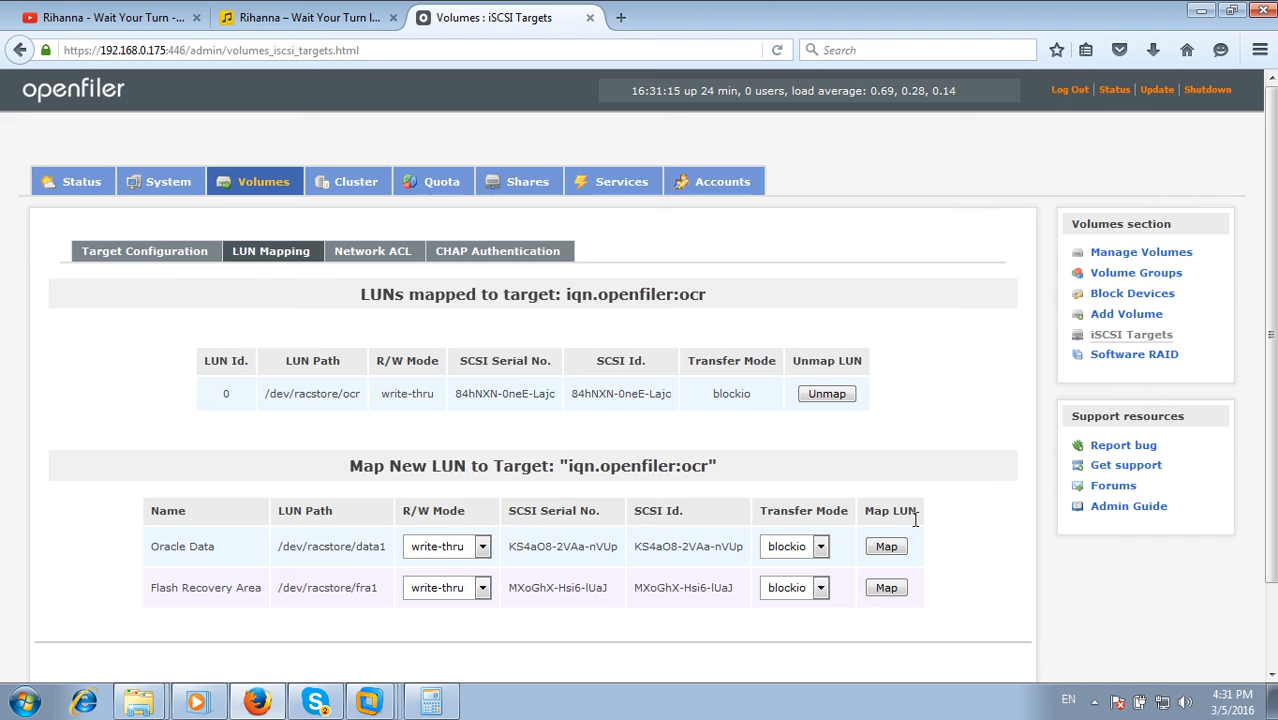 Rihanna - Wait Your Turn - ...
Rihanna – Wait Your Turn l...
Volumes : iSCSI Targets
https://192.168.0.175:446/admin/volumes_iscsi_targets.html
Search
openfiler
16:31:15 up 24 min, 0 users, load average: 0.69, 0.28, 0.14
Log Out | Status | Update | Shutdown
Status
System
Volumes
Cluster
Quota
Shares
Services
Accounts
Target Configuration
LUN Mapping
Network ACL
CHAP Authentication
LUNs mapped to target: iqn.openfiler:ocr
LUN Id. LUN Path R/W Mode SCSI Serial No. SCSI Id. Transfer Mode Unmap LUN
0 /dev/racstore/ocr write-thru 84hNXN-0neE-Lajc 84hNXN-0neE-Lajc blockio Unmap
Map New LUN to Target: "iqn.openfiler:ocr"
Name LUN Path R/W Mode SCSI Serial No. SCSI Id. Transfer Mode Map LUN
Oracle Data /dev/racstore/data1 write-thru KS4aO8-2VAa-nVUp KS4aO8-2VAa-nVUp blockio Map
Flash Recovery Area /dev/racstore/fra1 write-thru MXoGhX-Hsi6-lUaJ MXoGhX-Hsi6-lUaJ blockio Map
Volumes section
Manage Volumes
Volume Groups
Block Devices
Add Volume
iSCSI Targets
Software RAID
Support resources
Report bug
Get support
Forums
Admin Guide
2
EN
4:31 PM
3/5/2016